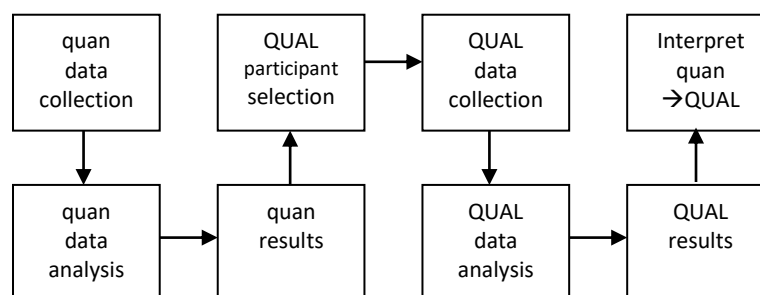 quan
data
collection
QUAL
participant
selection
QUAL
data
collection
Interpret
quan
→QUAL
quan
data
analysis
quan
results
QUAL
data
analysis
QUAL
results